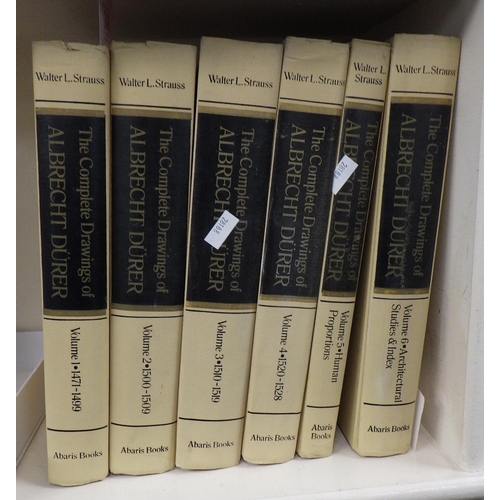 Walter L. Strauss
The Complete Drawings of
ALBRECHT DÜRER
Volume 1 • 1471-1499
Abaris Books
Walter L. Strauss
The Complete Drawings of
ALBRECHT DÜRER
Volume 2 • 1500-1509
Abaris Books
Walter L. Strauss
The Complete Drawings of
ALBRECHT DÜRER
Volume 3 • 1510-1519
Abaris Books
Walter L. Strauss
The Complete Drawings of
ALBRECHT DÜRER
Volume 4 • 1520-1528
Abaris Books
Walter L.
Strauss
The Complete Drawings of
ALBRECHT DÜRER
Volume 5 • Human
Proportions
Abaris
Books
Walter L. Strauss
The Complete Drawings of
ALBRECHT DÜRER
Volume 6 • Architectural
Studies & Index
Abaris Books